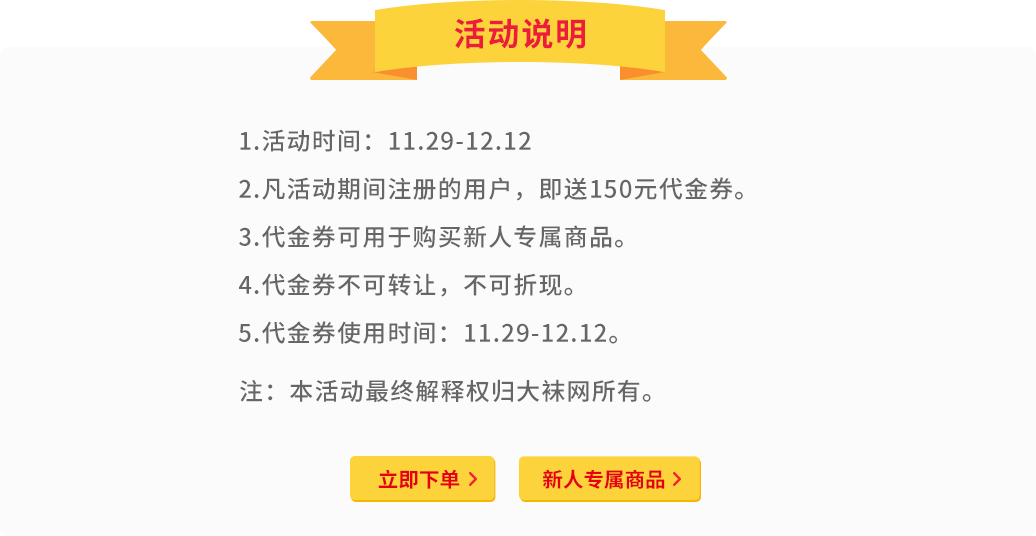 活动说明
1.活动时间：11.29-12.12
2.凡活动期间注册的用户，即送150元代金券。
3.代金券可用于购买新人专属商品。
4.代金券不可转让，不可折现。
5.代金券使用时间：11.29-12.12。
注：本活动最终解释权归大袜网所有。
立即下单 >
新人专属商品 >